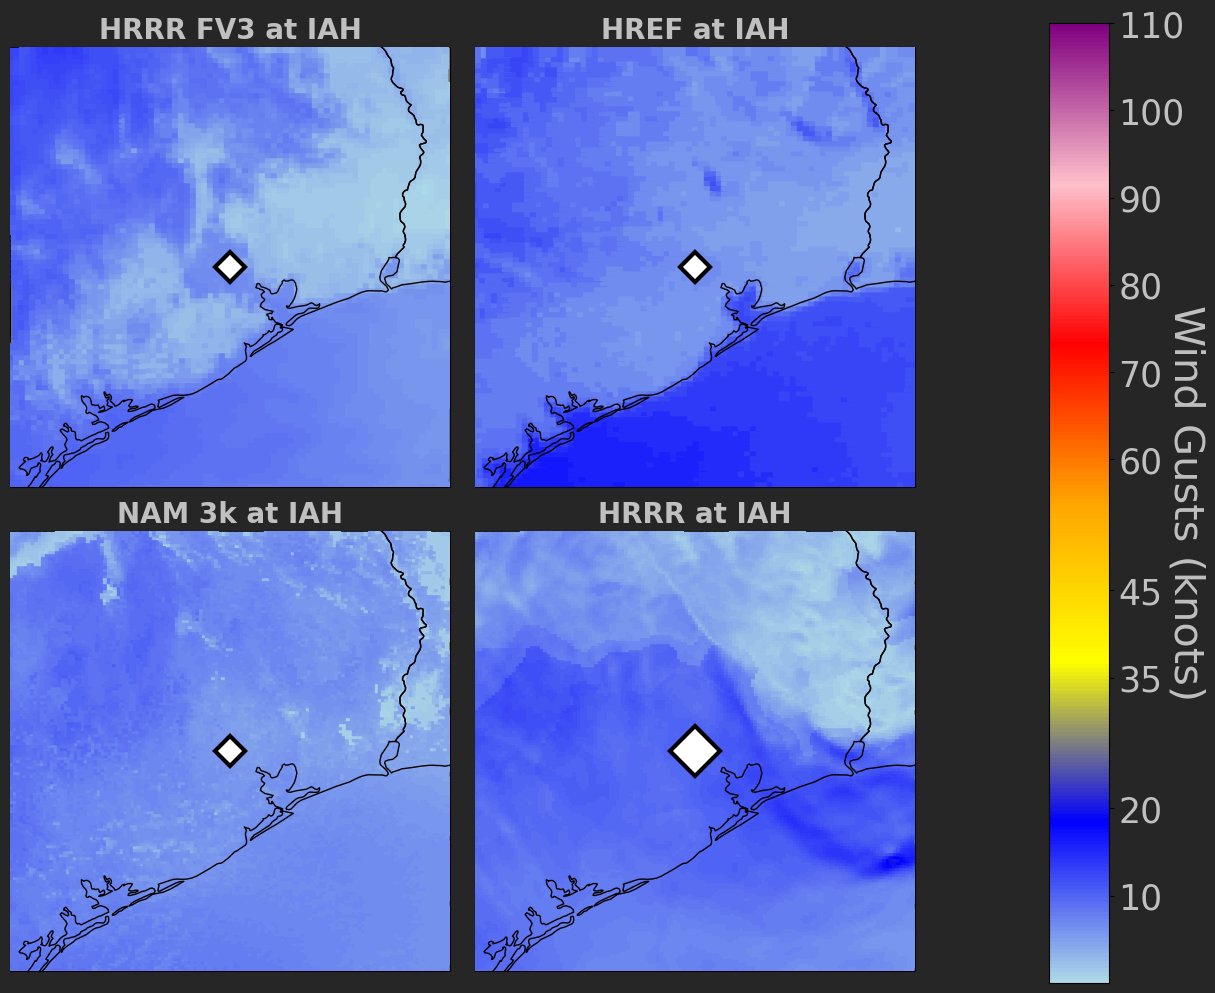 HRRR FV3 at IAH
HREF at IAH
NAM 3k at IAH
HRRR at IAH
110
100
90
80
70
60
45
35
20
10
Wind Gusts (knots)